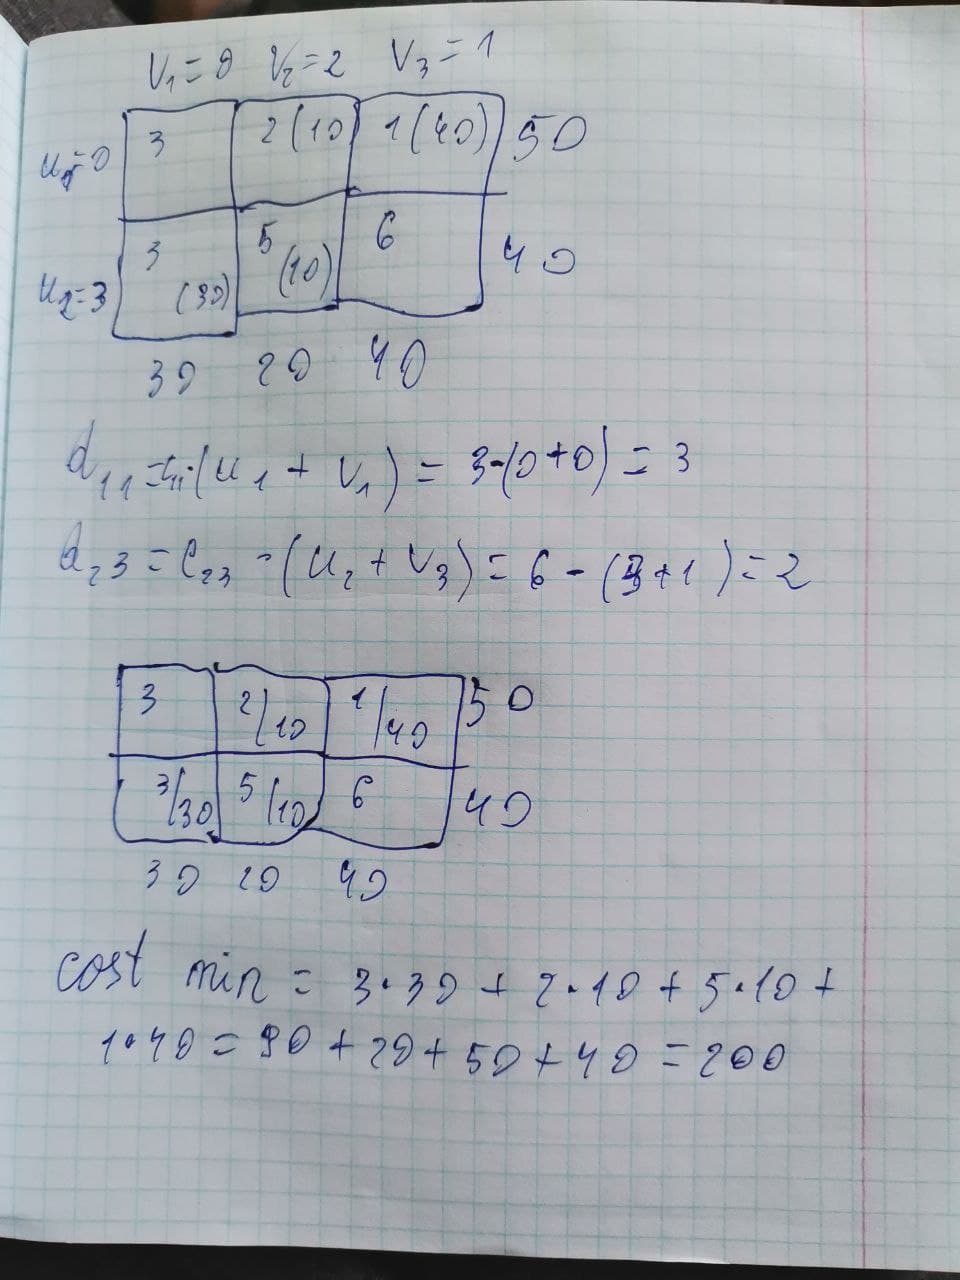 V₁=0 V₂=2 V₃=1
u₁=0 3 2(10 1(40) 50
u₂=3 3 (30) 5 (10) 6 40
30 20 40
d₁₁=c₁₁-(u₁+V₁)=3-(0+0)=3
d₂₃=C₂₃-(u₂+V₃)=6-(3+1)=2
3 2/10 1/40 50
3/30 5/10 6 40
30 20 40
cost min = 3·30+2·10+5·10+
1·40=90+20+50+40=200